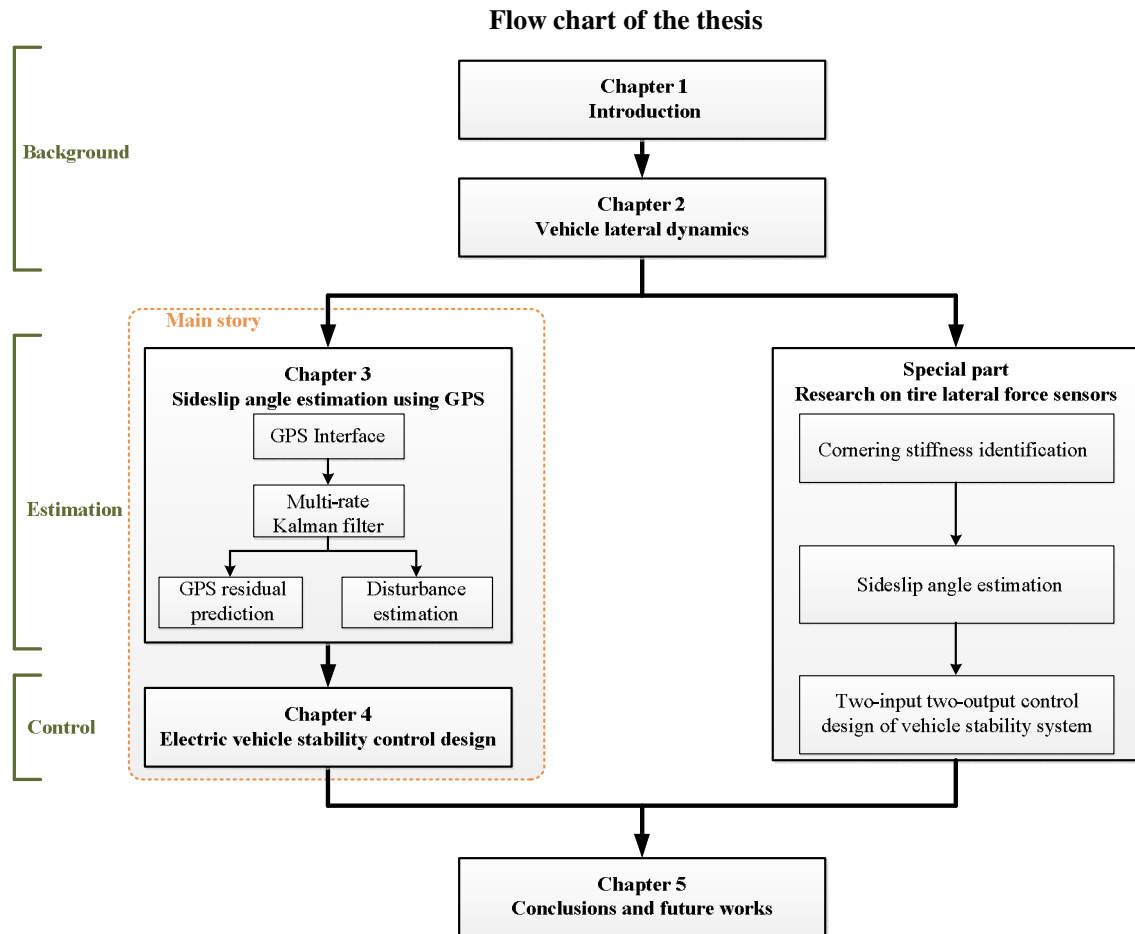 Flow chart of the thesis
Background
Chapter 1
Introduction
Chapter 2
Vehicle lateral dynamics
Estimation
Main story
Chapter 3
Sideslip angle estimation using GPS
GPS Interface
Multi-rate
Kalman filter
GPS residual
prediction
Disturbance
estimation
Special part
Research on tire lateral force sensors
Cornering stiffness identification
Sideslip angle estimation
Two-input two-output control
design of vehicle stability system
Control
Chapter 4
Electric vehicle stability control design
Chapter 5
Conclusions and future works